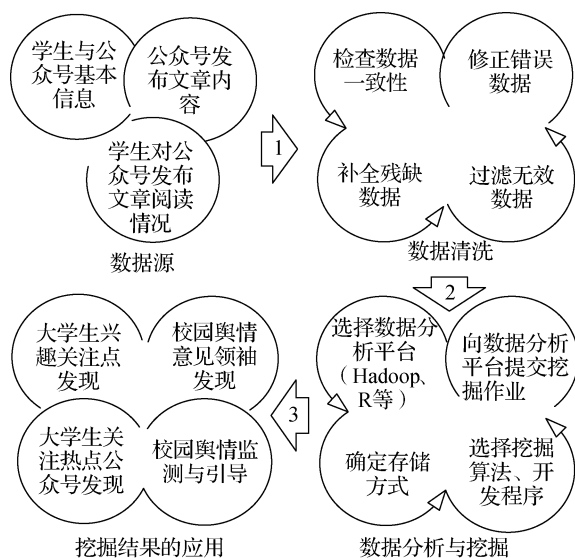 学生与公
众号基本
信息
公众号发
布文章内
容
学生对公
众号发布
文章阅读
情况
数据源
1
检查数据
一致性
修正错误
数据
补全残缺
数据
过滤无效
数据
数据清洗
2
选择数据分
析平台
（Hadoop、
R等）
向数据分析
平台提交挖
掘作业
确定存储
方式
选择挖掘
算法、开
发程序
数据分析与挖掘
3
大学生兴
趣关注点
发现
校园舆情
意见领袖
发现
大学生关
注热点公
众号发现
校园舆情监
测与引导
挖掘结果的应用